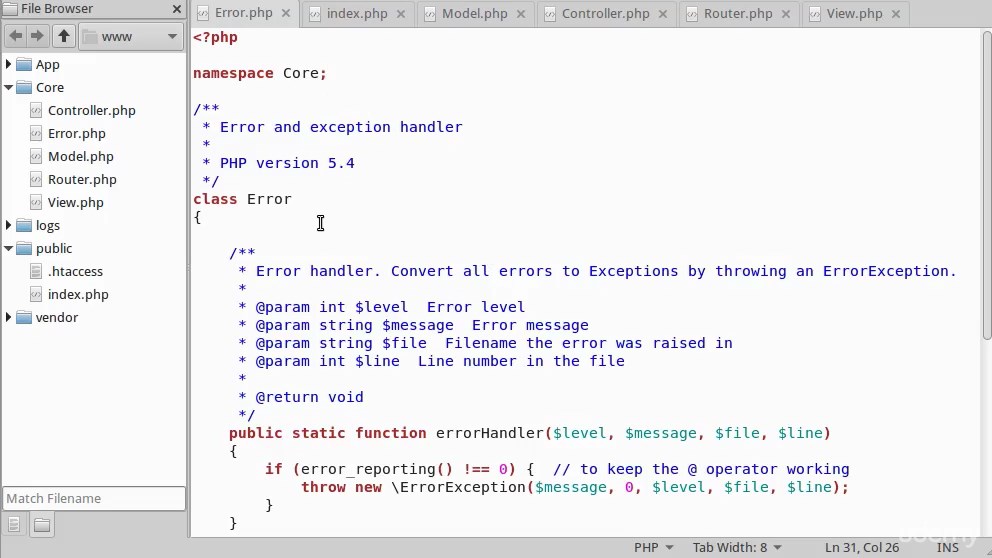 File Browser
www
App
Core
Controller.php
Error.php
Model.php
Router.php
View.php
logs
public
.htaccess
index.php
vendor
Match Filename
Error.php
index.php
Model.php
Controller.php
Router.php
View.php
<?php
namespace Core;
/**
* Error and exception handler
*
* PHP version 5.4
*/
class Error
{
/**
* Error handler. Convert all errors to Exceptions by throwing an ErrorException.
*
* @param int $level  Error level
* @param string $message  Error message
* @param string $file  Filename the error was raised in
* @param int $line  Line number in the file
*
* @return void
*/
public static function errorHandler($level, $message, $file, $line)
{
if (error_reporting() !== 0) {  // to keep the @ operator working
throw new \ErrorException($message, 0, $level, $file, $line);
}
}
PHP
Tab Width: 8
Ln 31, Col 26
INS
udemy